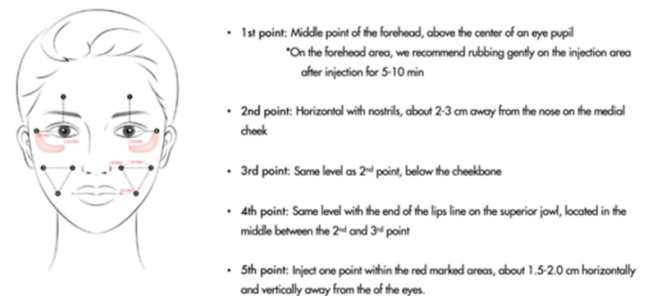 • 1st point: Middle point of the forehead, above the center of an eye pupil
*On the forehead area, we recommend rubbing gently on the injection area
after injection for 5-10 min
• 2nd point: Horizontal with nostrils, about 2-3 cm away from the nose on the medial
cheek
• 3rd point: Same level as 2nd point, below the cheekbone
• 4th point: Same level with the end of the lips line on the superior jowl, located in the
middle between the 2nd and 3rd point
• 5th point: Inject one point within the red marked areas, about 1.5-2.0 cm horizontally
and vertically away from the of the eyes.